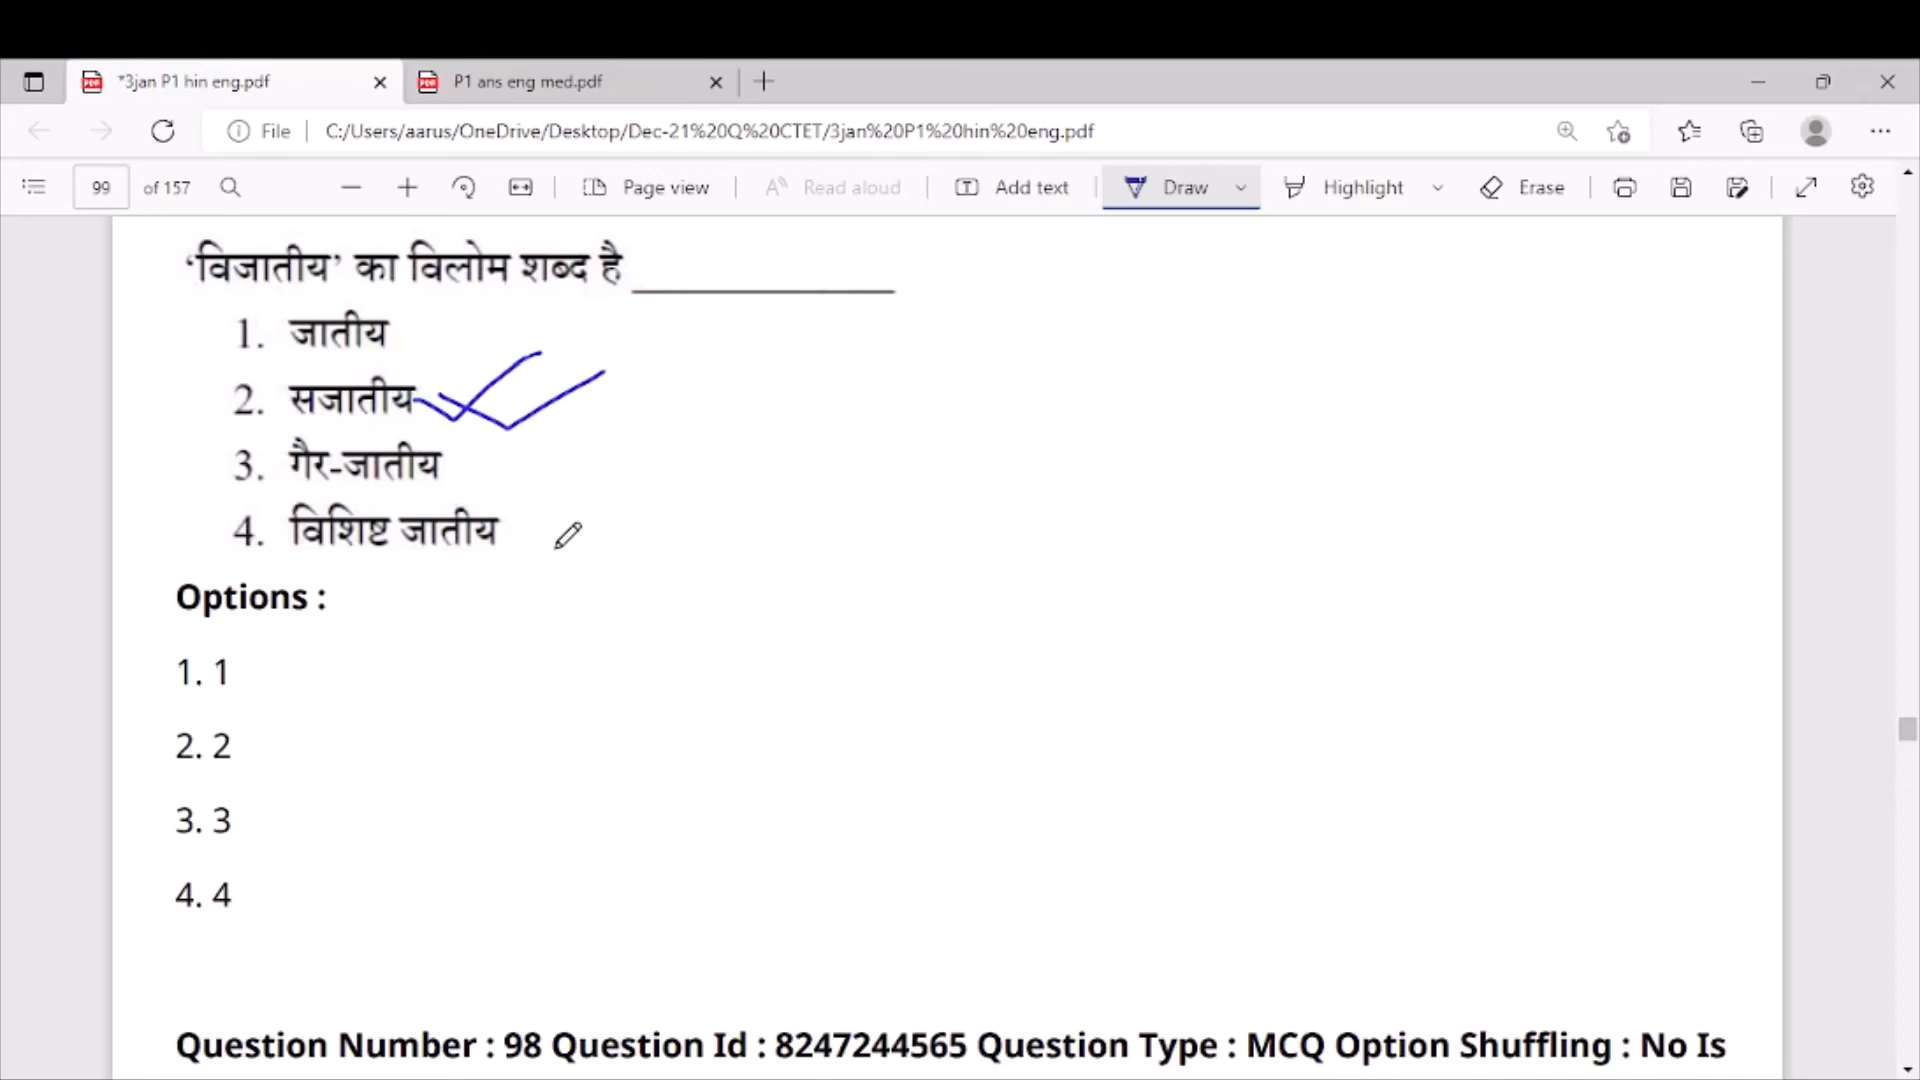 *3jan P1 hin eng.pdf
P1 ans eng med.pdf
File C:/Users/aarus/OneDrive/Desktop/Dec-21%20Q%20CTET/3jan%20P1%20hin%20eng.pdf
99 of 157 Page view Read aloud Add text Draw Highlight Erase
‘विजातीय’ का विलोम शब्द है ____________
1. जातीय
2. सजातीय
3. गैर-जातीय
4. विशिष्ट जातीय
Options :
1. 1
2. 2
3. 3
4. 4
Question Number : 98 Question Id : 8247244565 Question Type : MCQ Option Shuffling : No Is